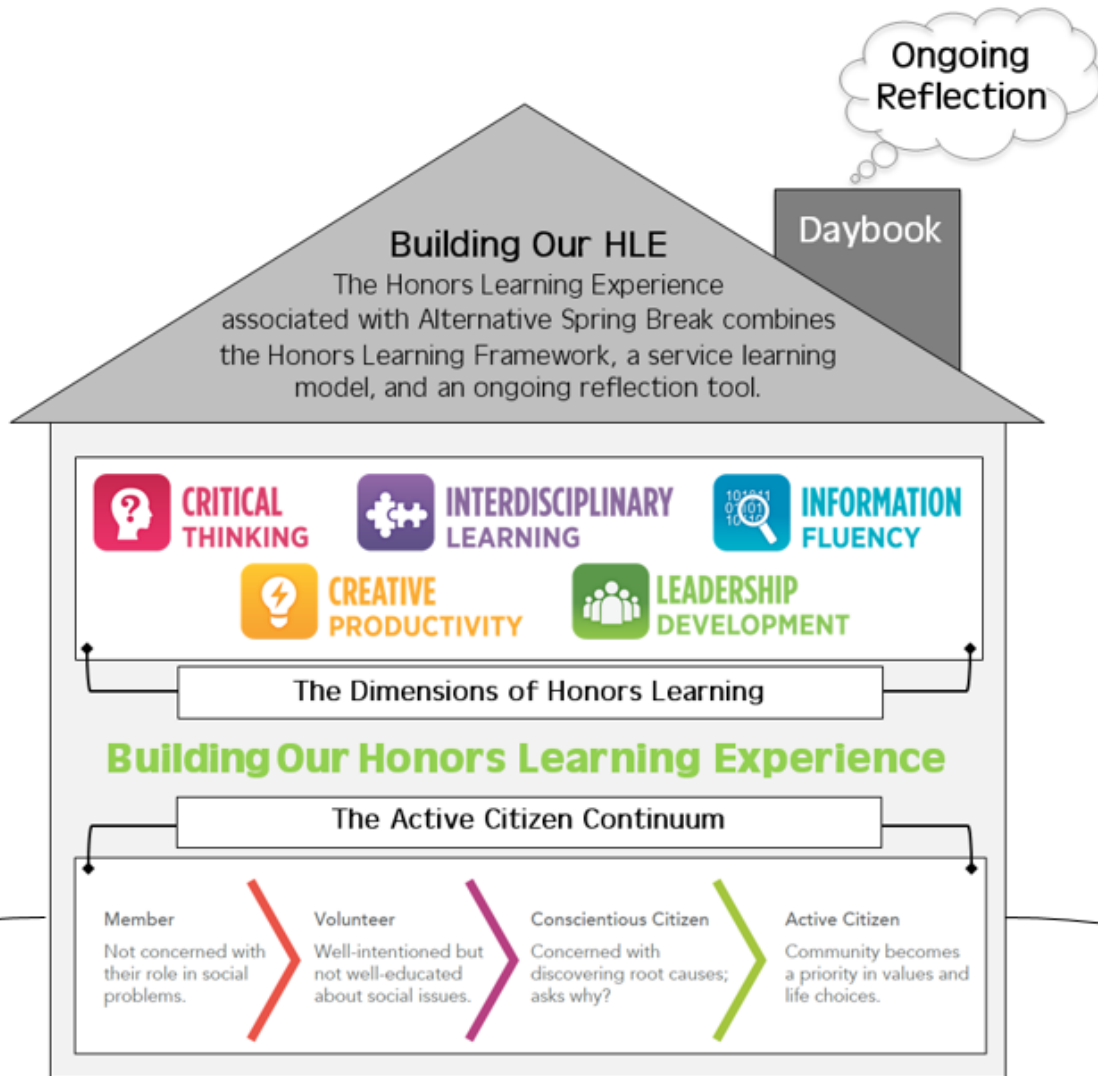 Ongoing
Reflection
Daybook
Building Our HLE
The Honors Learning Experience
associated with Alternative Spring Break combines
the Honors Learning Framework, a service learning
model, and an ongoing reflection tool.
CRITICAL
THINKING
INTERDISCIPLINARY
LEARNING
INFORMATION
FLUENCY
CREATIVE
PRODUCTIVITY
LEADERSHIP
DEVELOPMENT
The Dimensions of Honors Learning
Building Our Honors Learning Experience
The Active Citizen Continuum
Member
Not concerned with
their role in social
problems.
Volunteer
Well-intentioned but
not well-educated
about social issues.
Conscientious Citizen
Concerned with
discovering root causes;
asks why?
Active Citizen
Community becomes
a priority in values and
life choices.